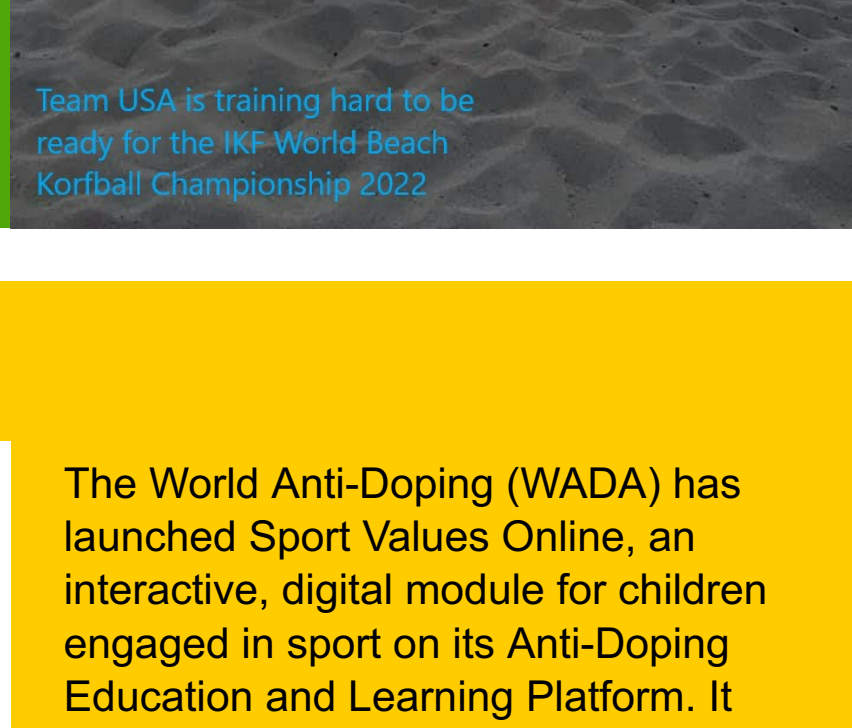 Team USA is training hard to be
ready for the IKF World Beach
Korfball Championship 2022
The World Anti-Doping (WADA) has
launched Sport Values Online, an
interactive, digital module for children
engaged in sport on its Anti-Doping
Education and Learning Platform. It